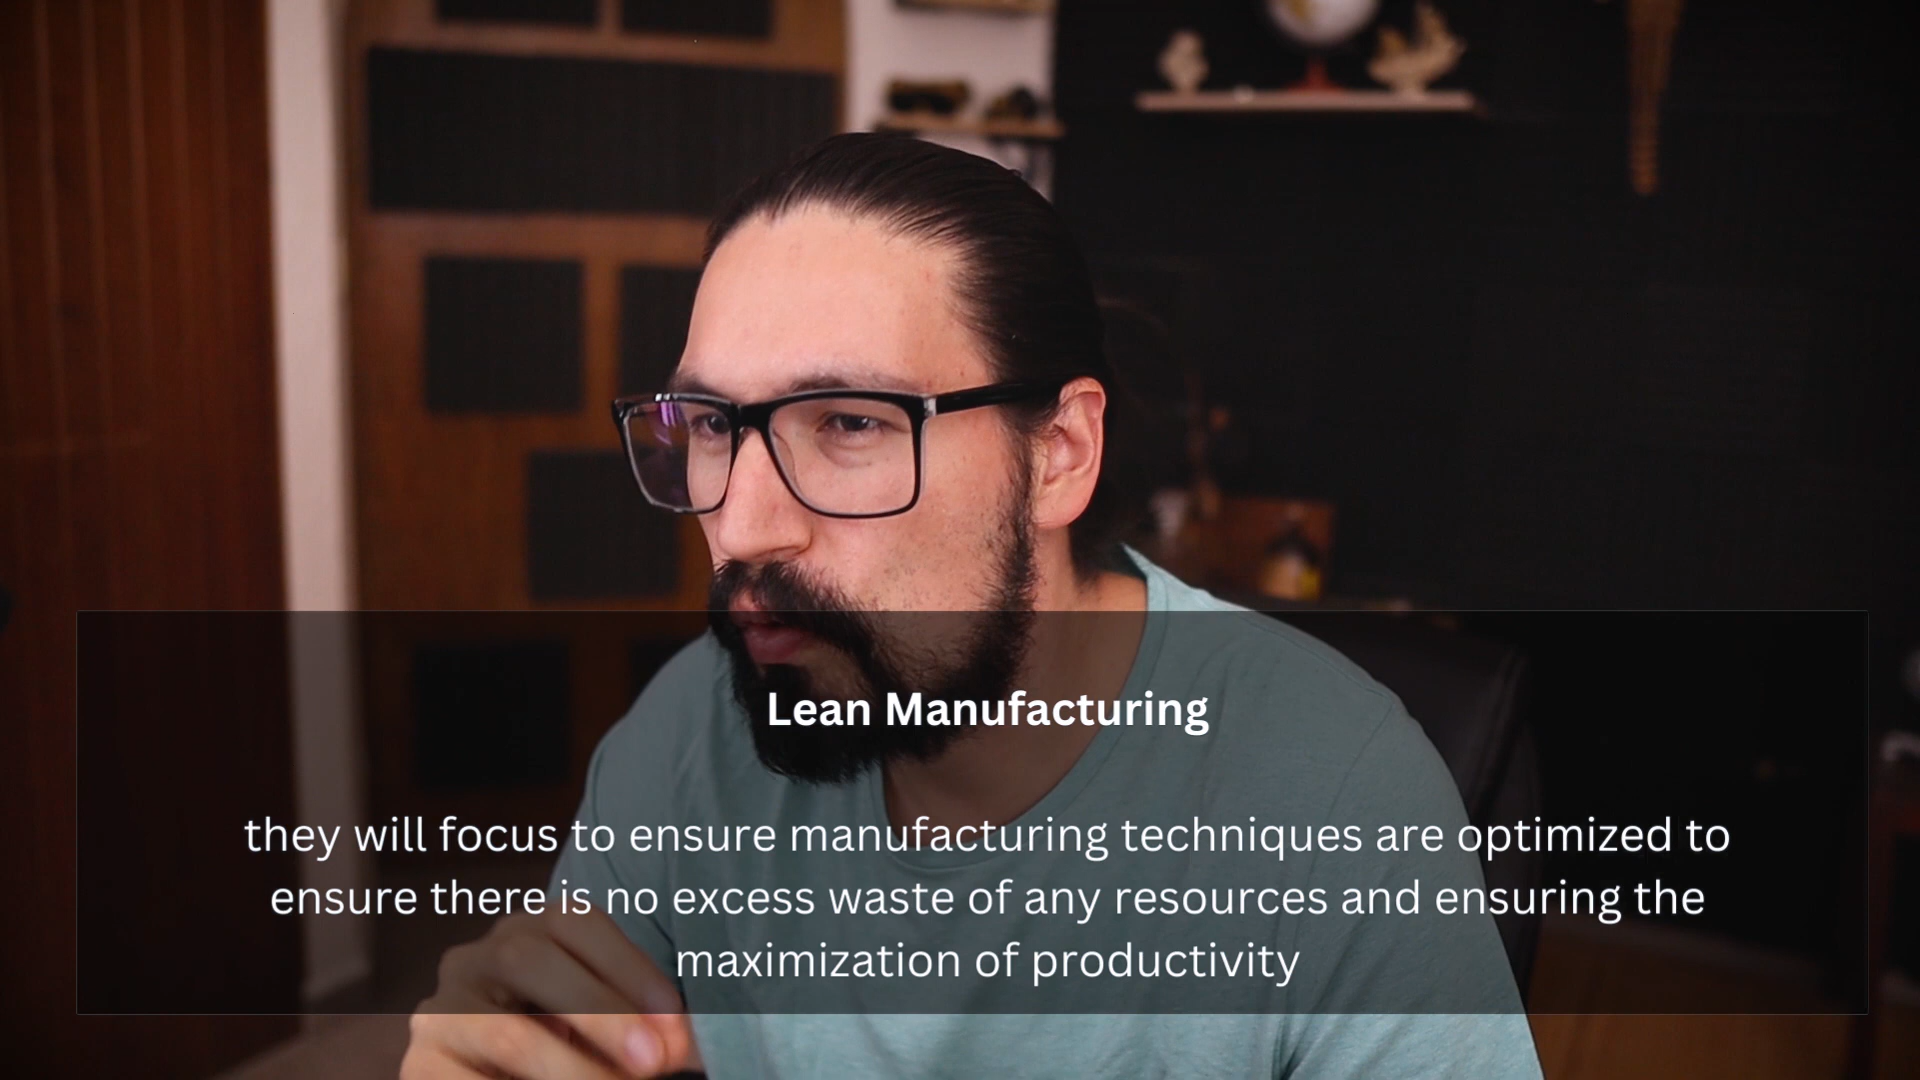 Lean Manufacturing
they will focus to ensure manufacturing techniques are optimized to
ensure there is no excess waste of any resources and ensuring the
maximization of productivity